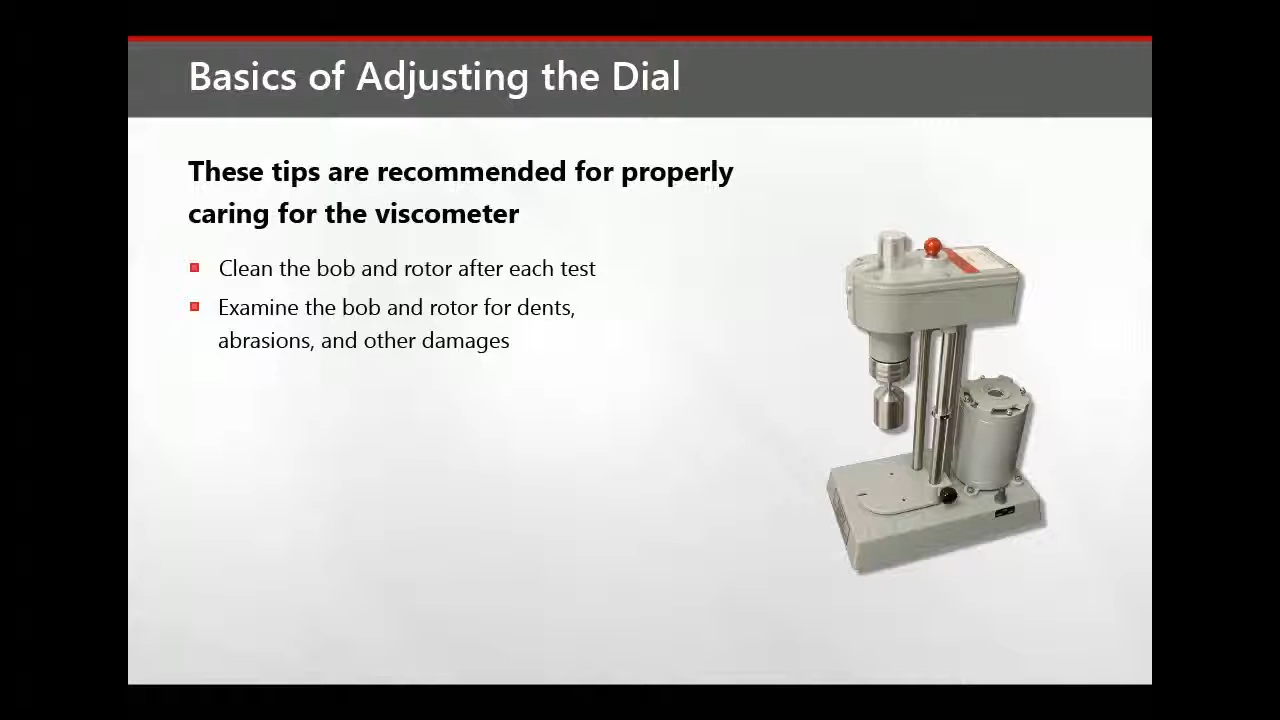 Basics of Adjusting the Dial
These tips are recommended for properly
caring for the viscometer
Clean the bob and rotor after each test
Examine the bob and rotor for dents,
abrasions, and other damages